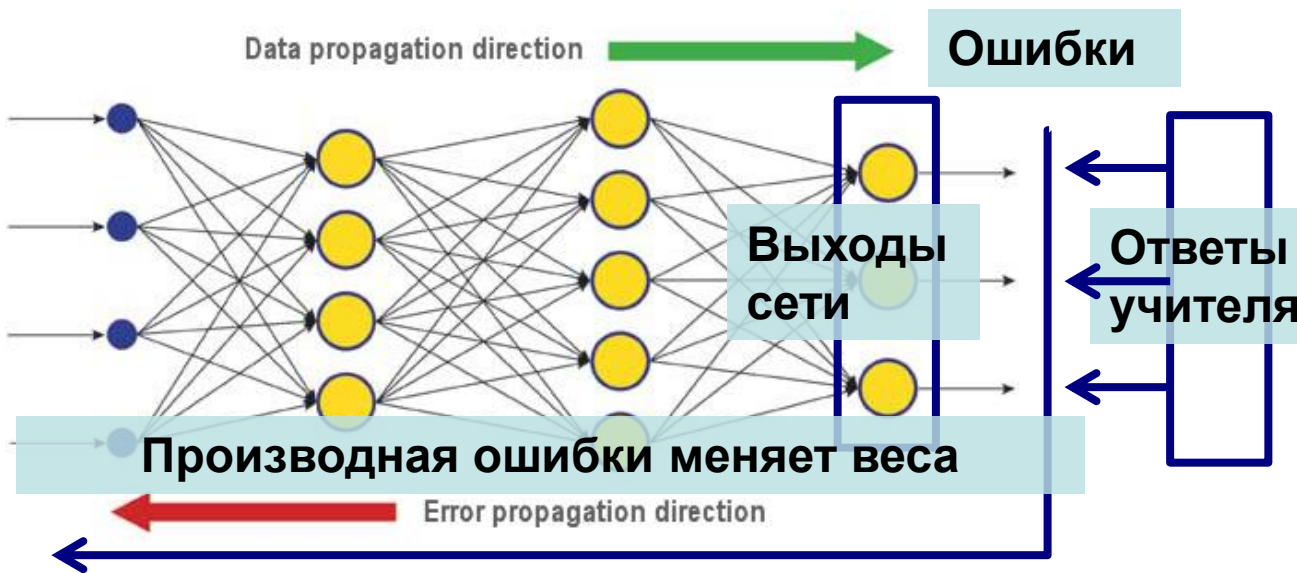 Data propagation direction
Ошибки
Выходы
сети
Ответы
учителя
Производная ошибки меняет веса
Error propagation direction